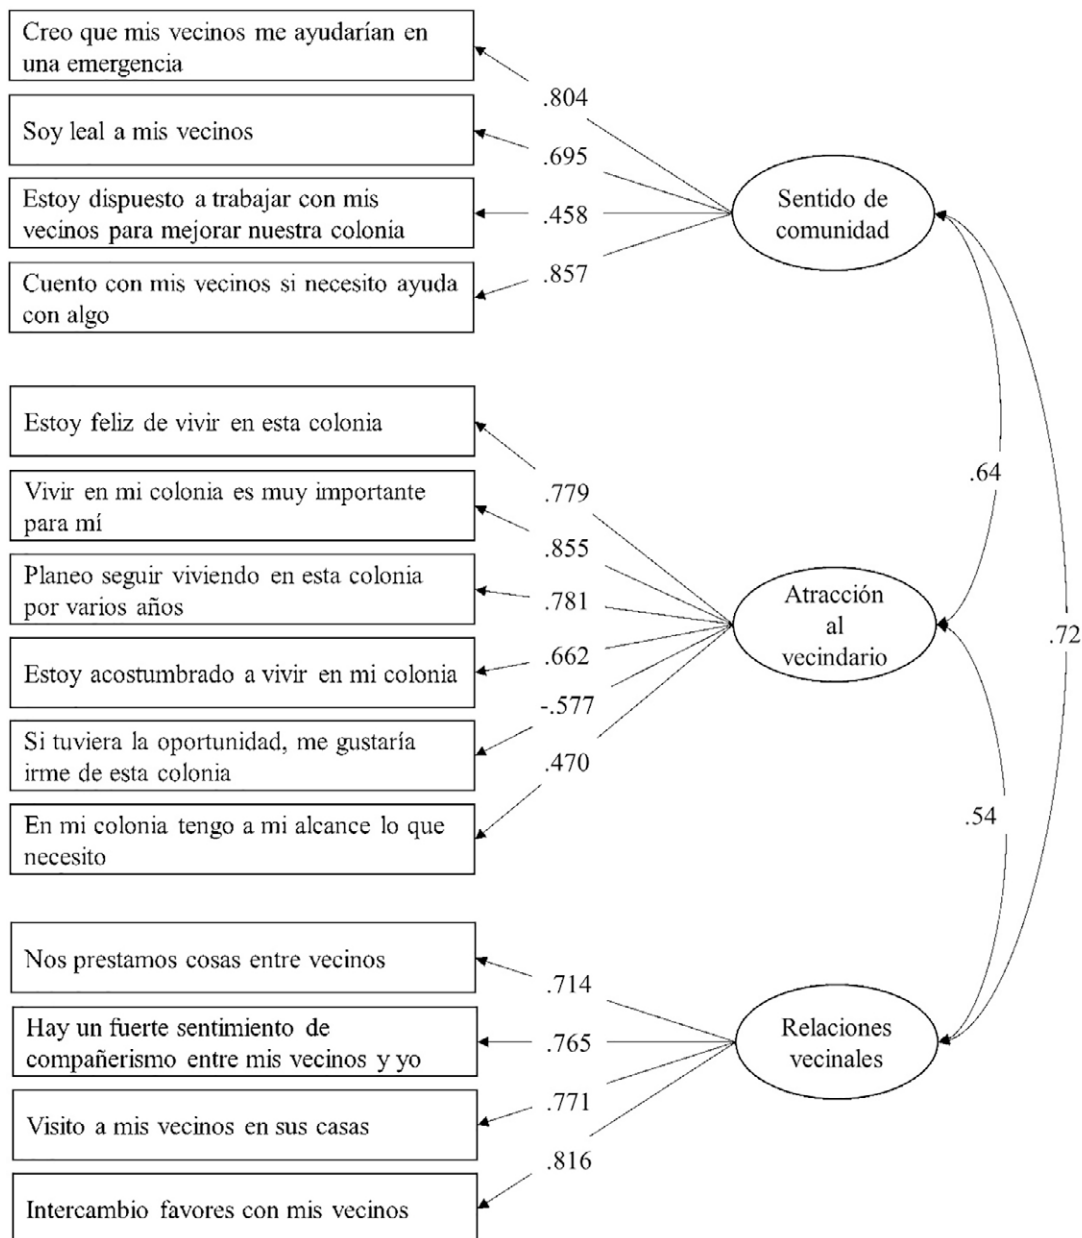 Creo que mis vecinos me ayudarían en
una emergencia
.804
Soy leal a mis vecinos
.695
Estoy dispuesto a trabajar con mis
vecinos para mejorar nuestra colonia
.458
Cuento con mis vecinos si necesito ayuda
con algo
.857
Sentido de
comunidad
Estoy feliz de vivir en esta colonia
.779
Vivir en mi colonia es muy importante
para mí
.855
Planeo seguir viviendo en esta colonia
por varios años
.781
Estoy acostumbrado a vivir en mi colonia
.662
Si tuviera la oportunidad, me gustaría
irme de esta colonia
-.577
En mi colonia tengo a mi alcance lo que
necesito
.470
Atracción
al
vecindario
.64
.72
.54
Nos prestamos cosas entre vecinos
.714
Hay un fuerte sentimiento de
compañerismo entre mis vecinos y yo
.765
Visito a mis vecinos en sus casas
.771
Intercambio favores con mis vecinos
.816
Relaciones
vecinales